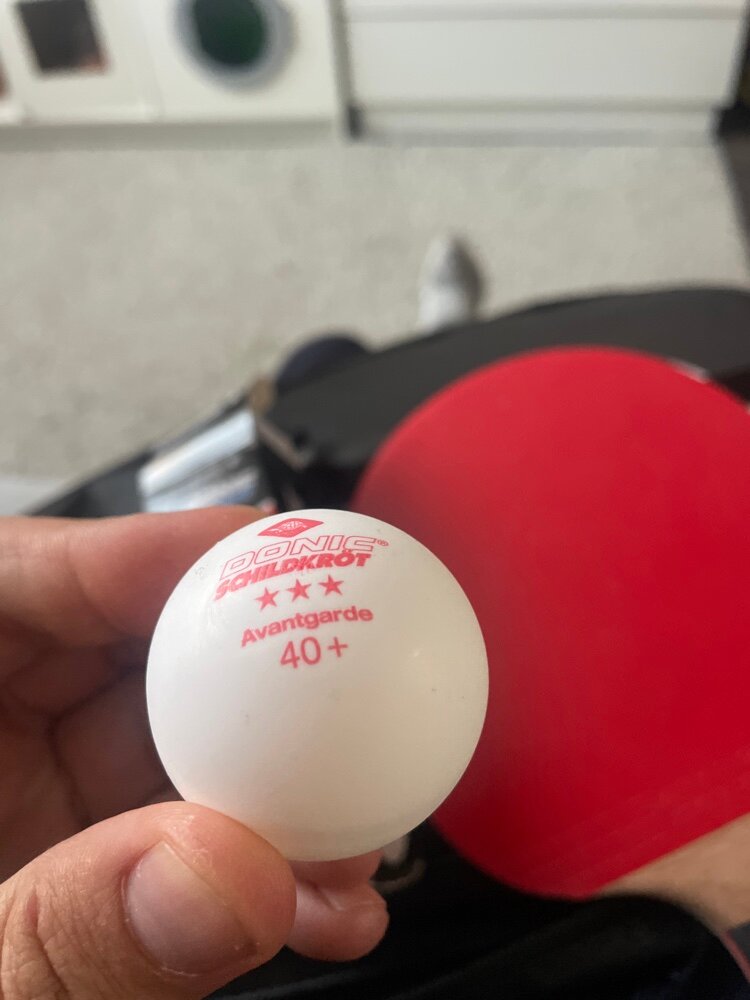 DONIC®
SCHILDKRÖT
★★★
Avantgarde
40+